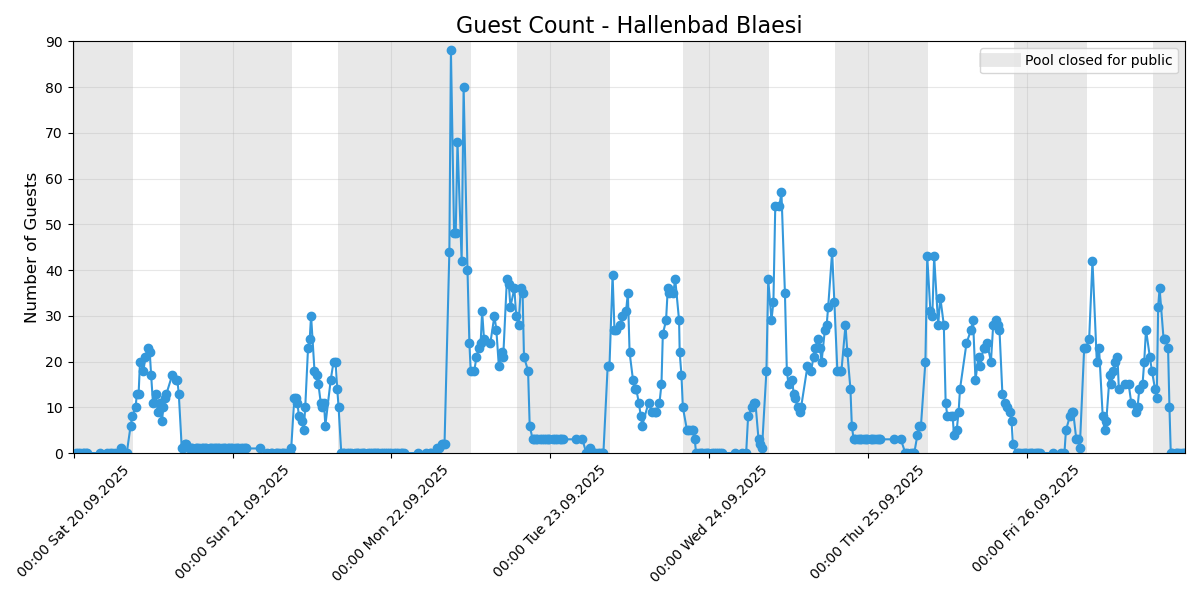 Guest Count - Hallenbad Blaesi
Pool closed for public
Number of Guests
90
80
70
60
50
40
30
20
10
0
00:00 Sat 20.09.2025
00:00 Sun 21.09.2025
00:00 Mon 22.09.2025
00:00 Tue 23.09.2025
00:00 Wed 24.09.2025
00:00 Thu 25.09.2025
00:00 Fri 26.09.2025